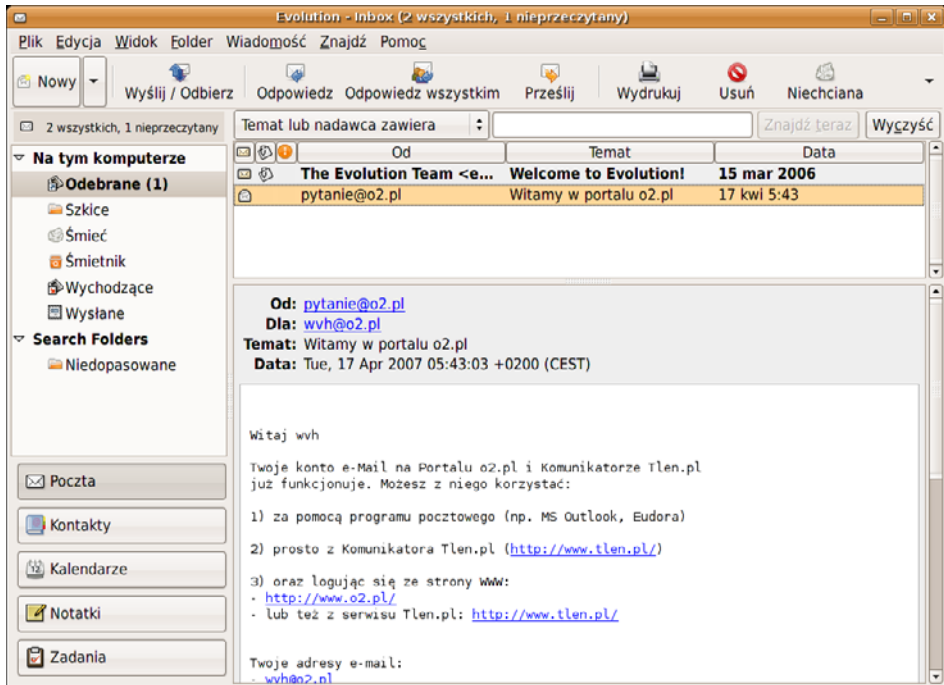 Evolution - Inbox (2 wszystkich, 1 nieprzeczytany)
Plik Edycja Widok Folder Wiadomość Znajdź Pomoc
Nowy Wyślij / Odbierz Odpowiedz Odpowiedz wszystkim Prześlij Wydrukuj Usuń Niechciana
2 wszystkich, 1 nieprzeczytany Temat lub nadawca zawiera Znajdź teraz Wyczyść
Na tym komputerze
Odebrane (1)
Szkice
Śmieć
Śmietnik
Wychodzące
Wysłane
Search Folders
Niedopasowane
Poczta
Kontakty
12 Kalendarze
Notatki
Zadania
Od Temat Data
The Evolution Team <e... Welcome to Evolution! 15 mar 2006
pytanie@o2.pl Witamy w portalu o2.pl 17 kwi 5:43
Od: pytanie@o2.pl
Dla: wvh@o2.pl
Temat: Witamy w portalu o2.pl
Data: Tue, 17 Apr 2007 05:43:03 +0200 (CEST)
Witaj wvh
Twoje konto e-Mail na Portalu o2.pl i Komunikatorze Tlen.pl
już funkcjonuje. Możesz z niego korzystać:
1) za pomocą programu pocztowego (np. MS Outlook, Eudora)
2) prosto z Komunikatora Tlen.pl (http://www.tlen.pl/)
3) oraz logując się ze strony WWW:
- http://www.o2.pl/
- lub też z serwisu Tlen.pl: http://www.tlen.pl/
Twoje adresy e-mail:
- wvh@o2.pl